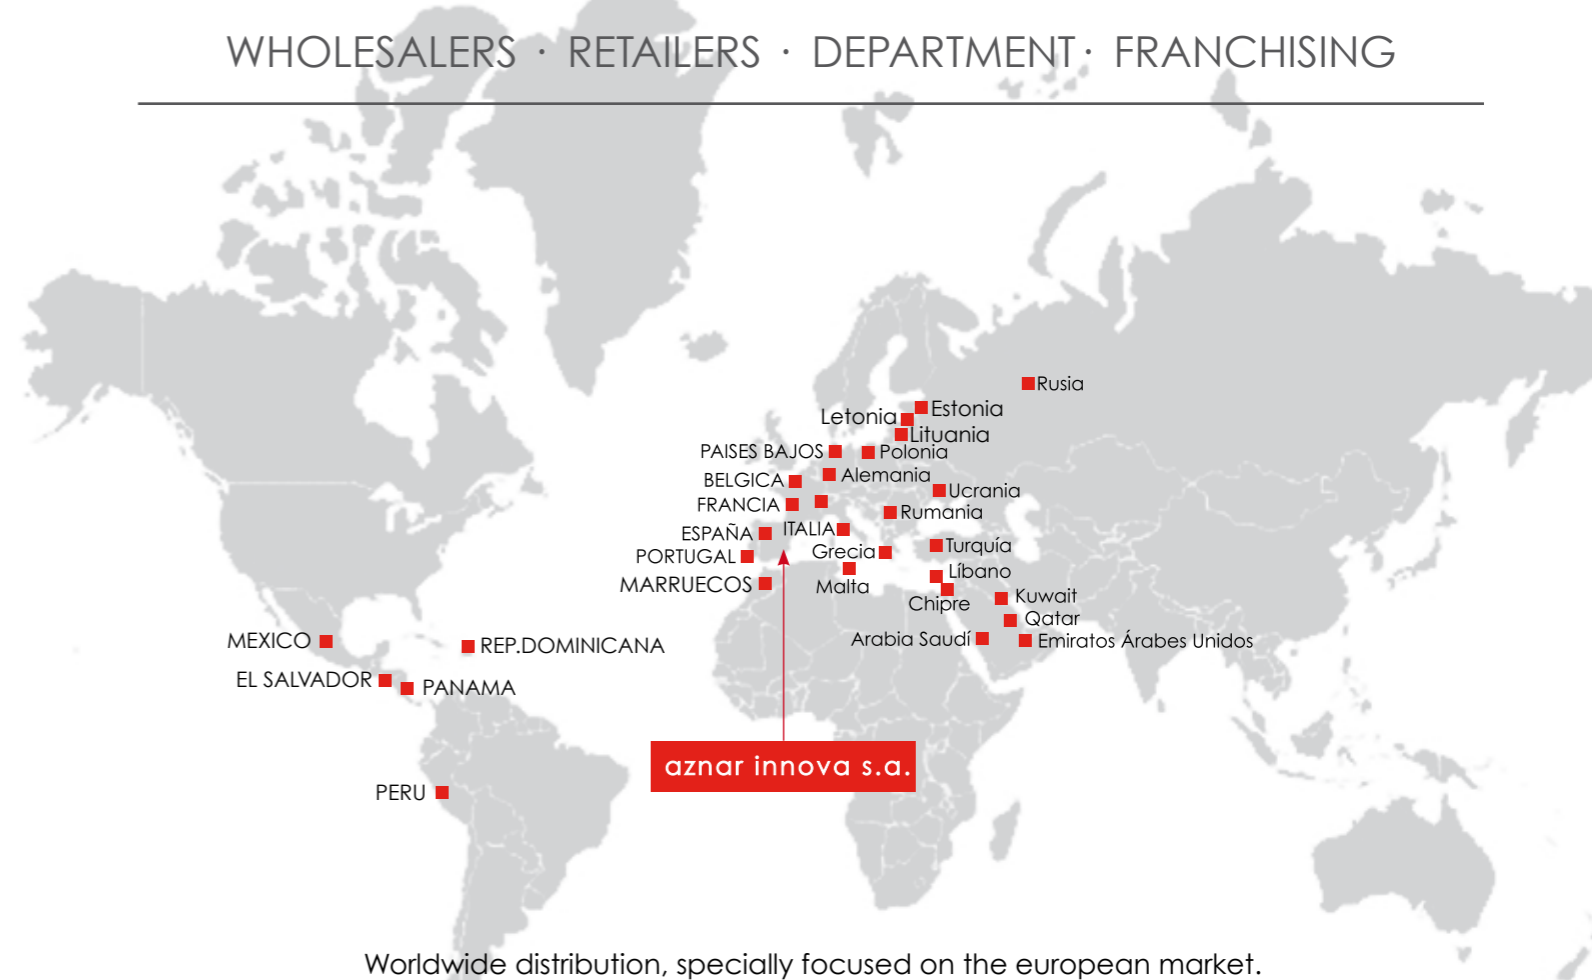 WHOLESALERS · RETAILERS · DEPARTMENT · FRANCHISING
Rusia
Estonia
Letonia
Lituania
PAISES BAJOS
Polonia
Alemania
BELGICA
Ucrania
FRANCIA
Rumania
ESPAÑA
ITALIA
Turquía
PORTUGAL
Grecia
Líbano
MARRUECOS
Malta
Chipre
Kuwait
Qatar
Arabia Saudí
Emiratos Árabes Unidos
MEXICO
REP.DOMINICANA
EL SALVADOR
PANAMA
aznar innova s.a.
PERU
Worldwide distribution, specially focused on the european market.